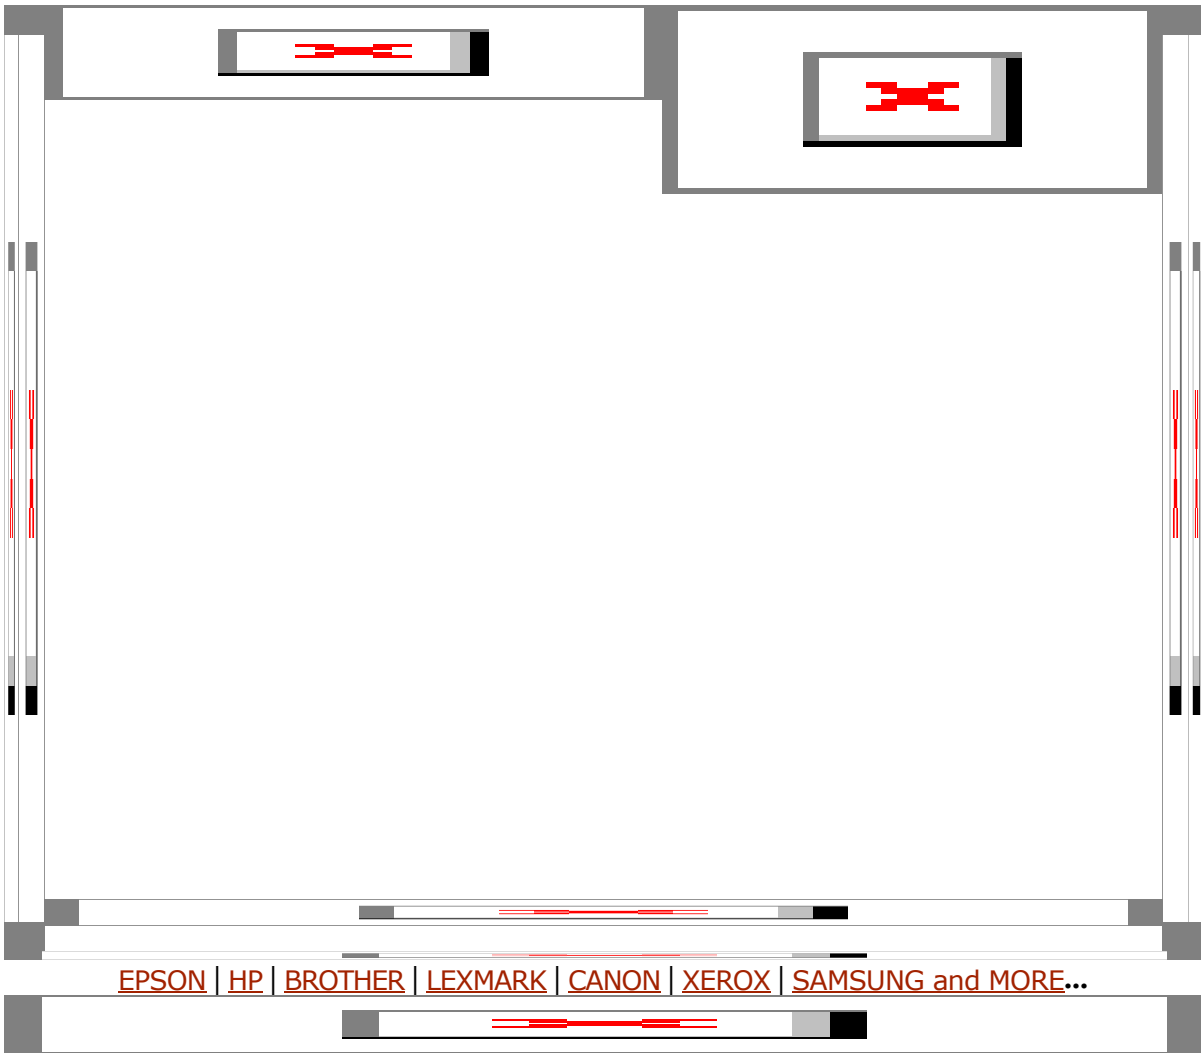 EPSON | HP | BROTHER | LEXMARK | CANON | XEROX | SAMSUNG and MORE...